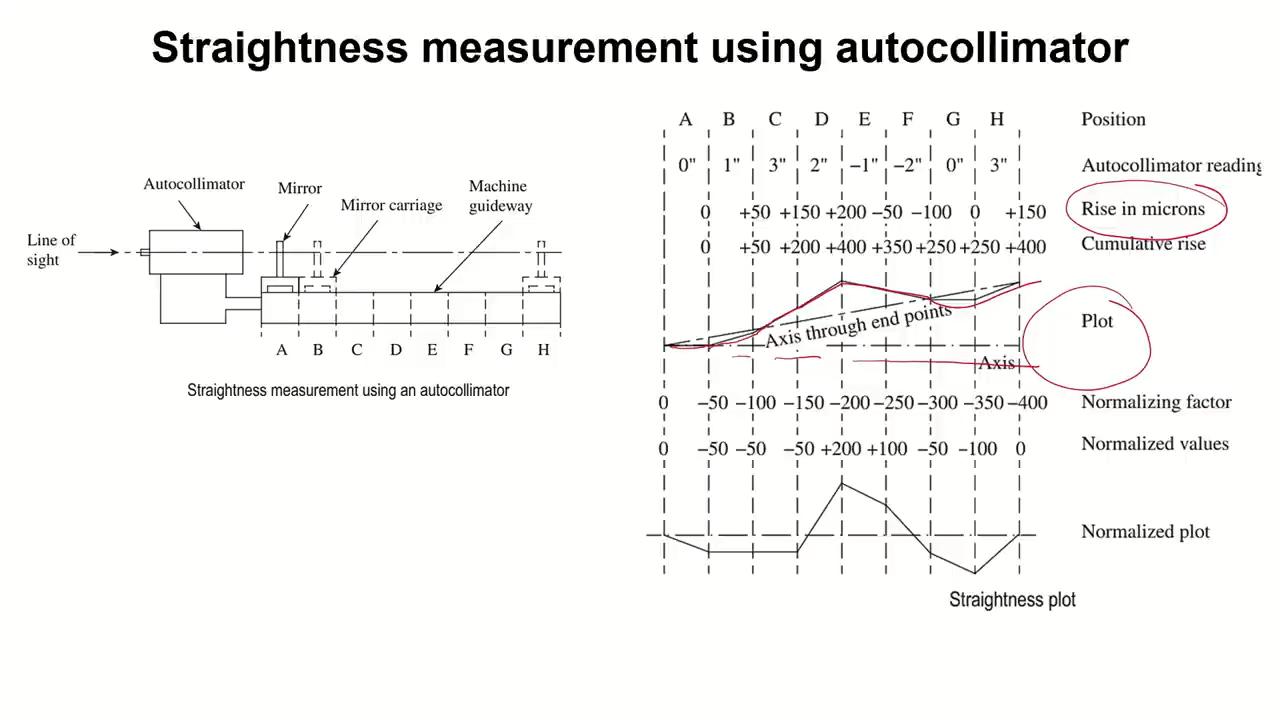 Straightness measurement using autocollimator
Autocollimator
Mirror
Mirror carriage
Machine
guideway
Line of
sight
A B C D E F G H
Straightness measurement using an autocollimator
A B C D E F G H Position
0" 1" 3" 2" −1" −2" 0" 3" Autocollimator reading
0 +50 +150 +200 −50 −100 0 +150 Rise in microns
0 +50 +200 +400 +350 +250 +250 +400 Cumulative rise
Axis through end points
Plot
Axis
0 −50 −100 −150 −200 −250 −300 −350 −400 Normalizing factor
0 −50 −50 −50 +200 +100 −50 −100 0 Normalized values
Normalized plot
Straightness plot